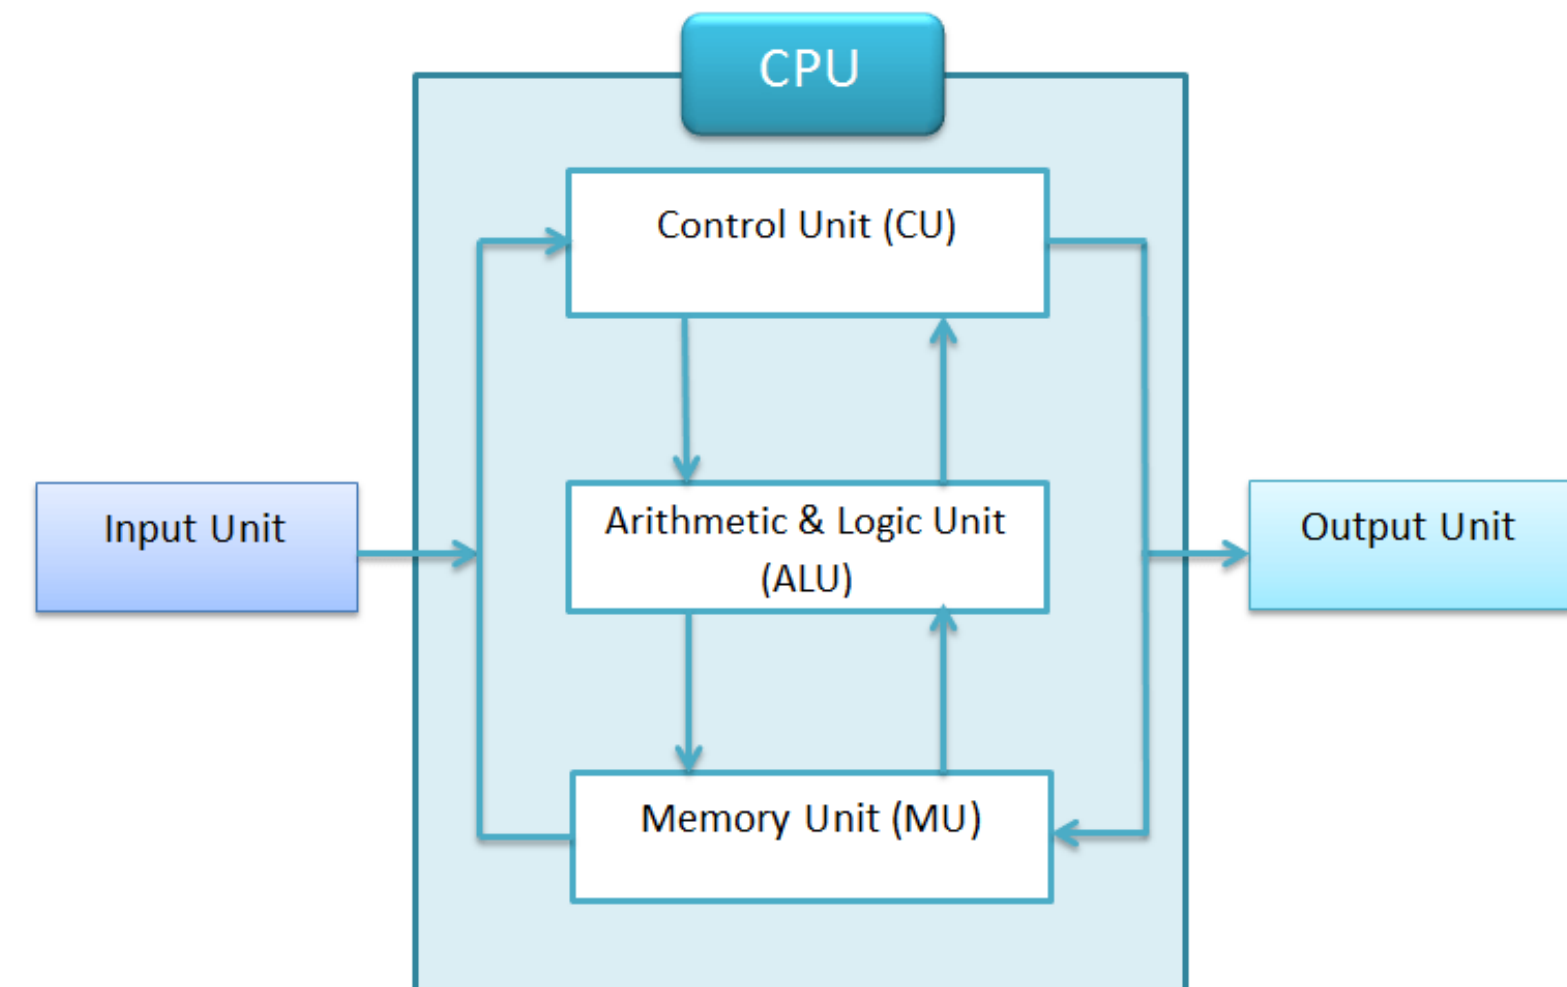 CPU
Control Unit (CU)
Input Unit
Arithmetic & Logic Unit
(ALU)
Output Unit
Memory Unit (MU)